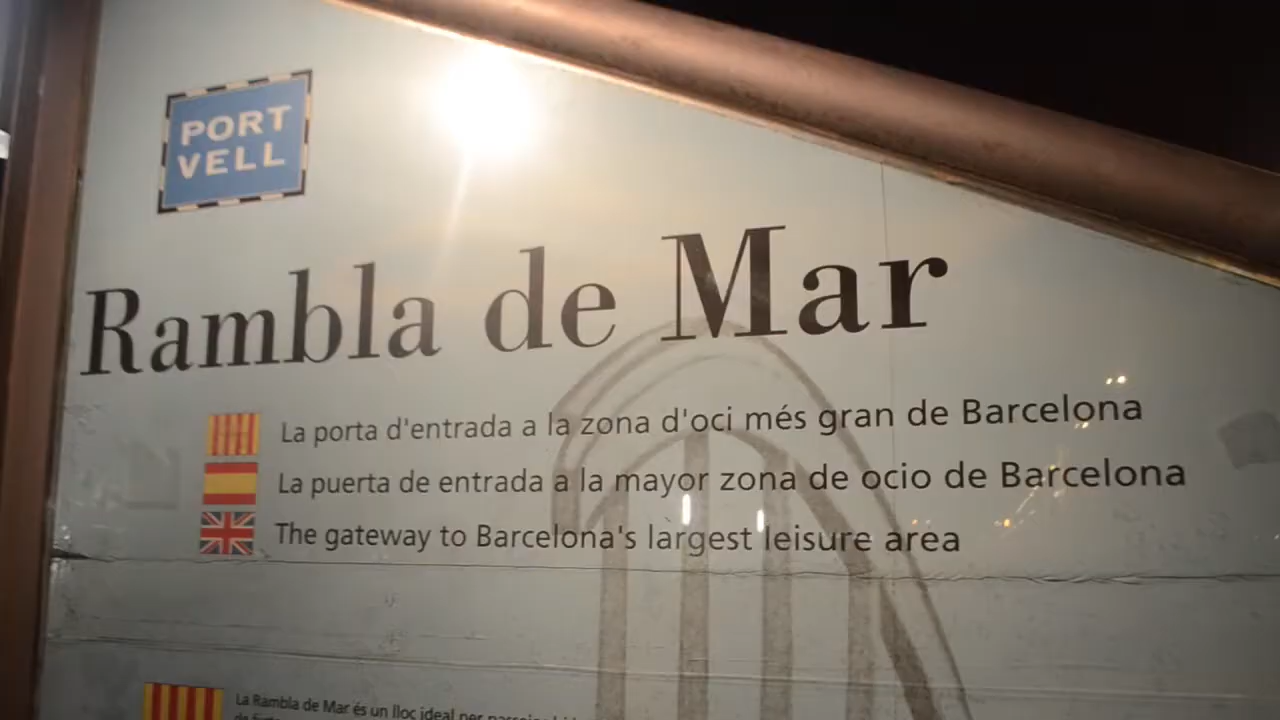 PORT
VELL
Rambla de Mar
La porta d'entrada a la zona d'oci més gran de Barcelona
La puerta de entrada a la mayor zona de ocio de Barcelona
The gateway to Barcelona's largest leisure area
La Rambla de Mar és un lloc ideal per